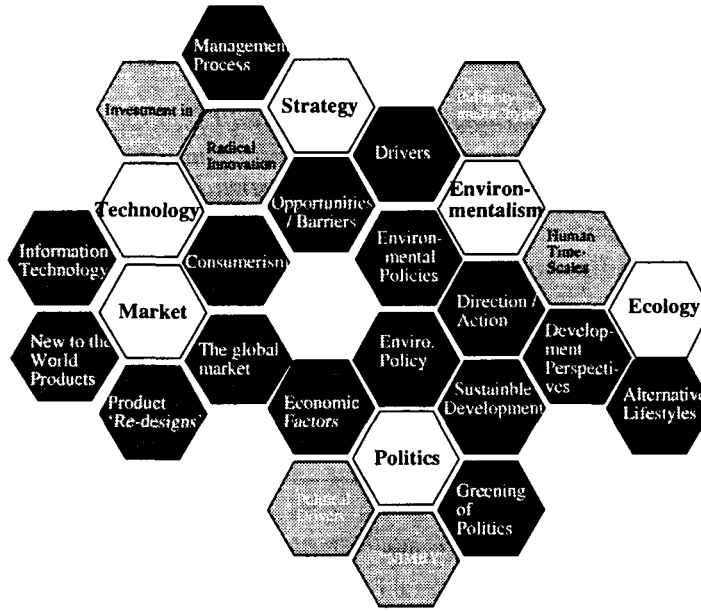 Management
Process
Investment in
Strategy
Radical
Innovation
Drivers
Technology
Opportunities
/ Barriers
Environ-
mentalism
Information
Technology
Consumerism
Environ-
mental
Policies
Human
Time-
Scales
Market
Direction /
Action
Ecology
New to the
World
Products
The global
market
Enviro.
Policy
Develop-
ment
Perspecti-
ves
Product
'Re-designs'
Economic
Factors
Sustainble
Development
Alternative
Lifestyles
Politics
Political
Greening
of
Politics
"NIMBY"